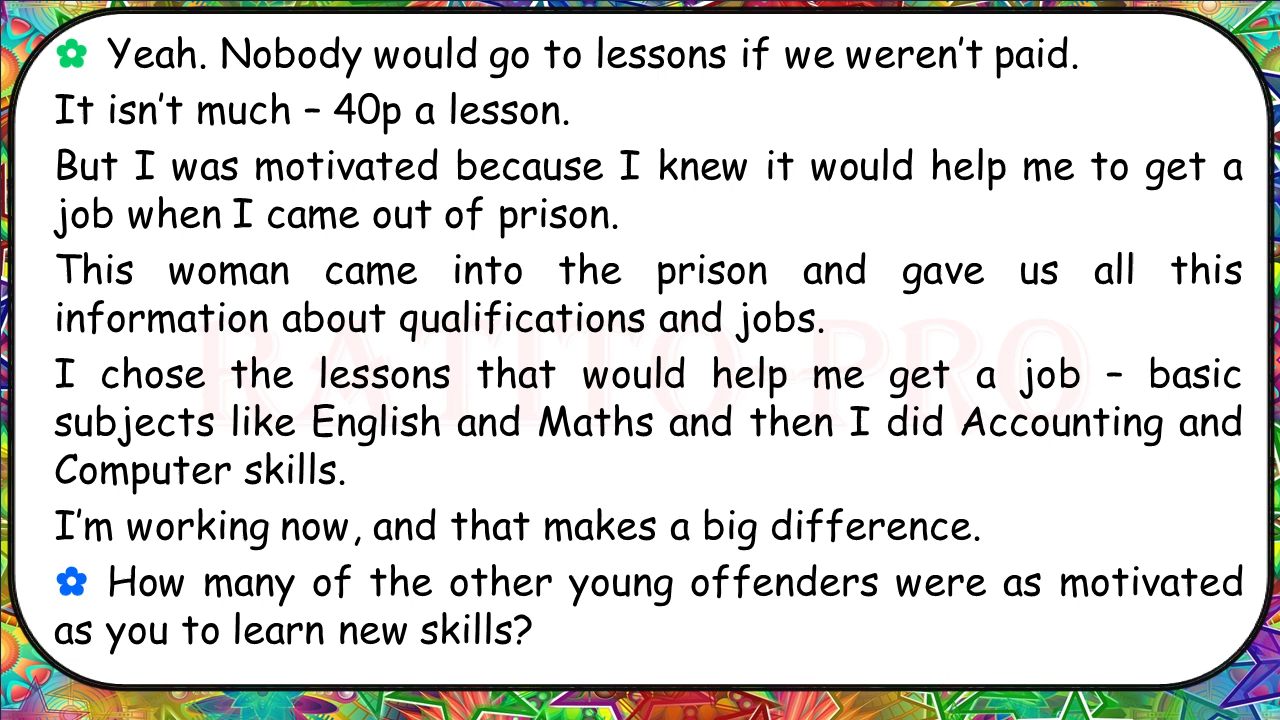 Yeah. Nobody would go to lessons if we weren’t paid.
It isn’t much – 40p a lesson.
But I was motivated because I knew it would help me to get a
job when I came out of prison.
This woman came into the prison and gave us all this
information about qualifications and jobs.
I chose the lessons that would help me get a job – basic
subjects like English and Maths and then I did Accounting and
Computer skills.
I’m working now, and that makes a big difference.
How many of the other young offenders were as motivated
as you to learn new skills?